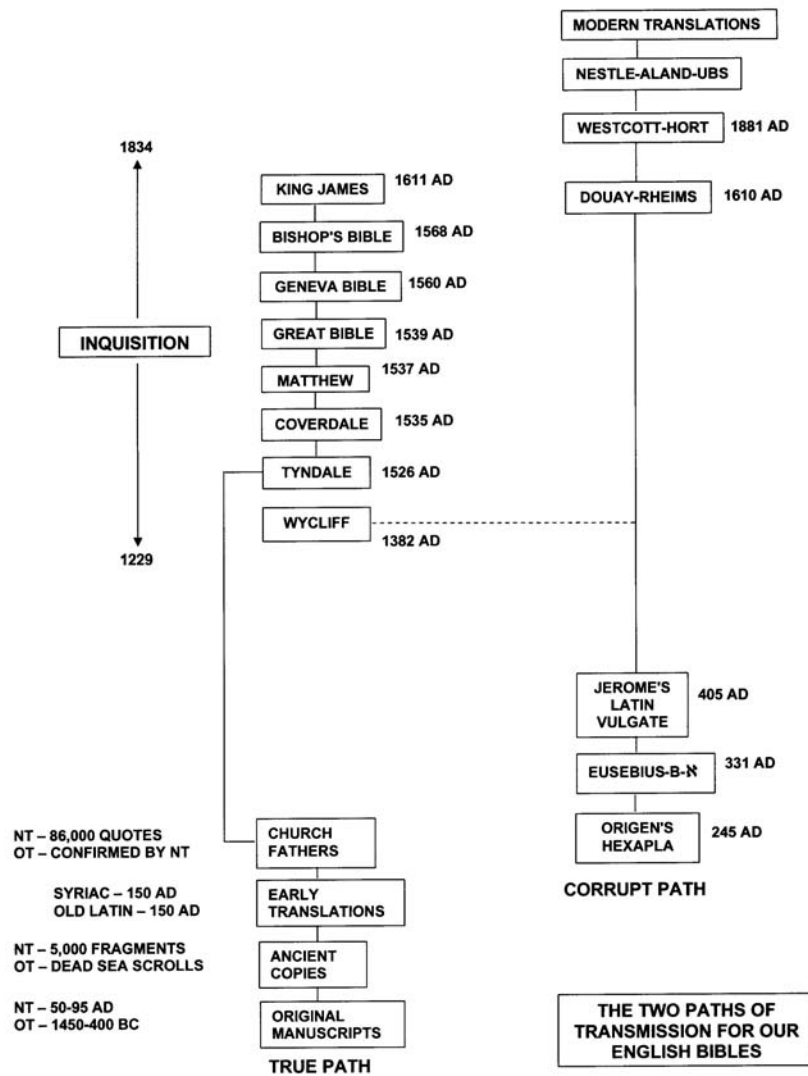 MODERN TRANSLATIONS
NESTLE-ALAND-UBS
WESTCOTT-HORT 1881 AD
1834
KING JAMES 1611 AD
DOUAY-RHEIMS 1610 AD
BISHOP'S BIBLE 1568 AD
GENEVA BIBLE 1560 AD
INQUISITION
GREAT BIBLE 1539 AD
MATTHEW 1537 AD
COVERDALE 1535 AD
TYNDALE 1526 AD
WYCLIFF 1382 AD
1229
JEROME'S
LATIN
VULGATE
405 AD
EUSEBIUS-B-א 331 AD
ORIGEN'S
HEXAPLA
245 AD
CORRUPT PATH
NT – 86,000 QUOTES
OT – CONFIRMED BY NT
CHURCH
FATHERS
SYRIAC – 150 AD
OLD LATIN – 150 AD
EARLY
TRANSLATIONS
NT – 5,000 FRAGMENTS
OT – DEAD SEA SCROLLS
ANCIENT
COPIES
NT – 50-95 AD
OT – 1450-400 BC
ORIGINAL
MANUSCRIPTS
TRUE PATH
THE TWO PATHS OF
TRANSMISSION FOR OUR
ENGLISH BIBLES